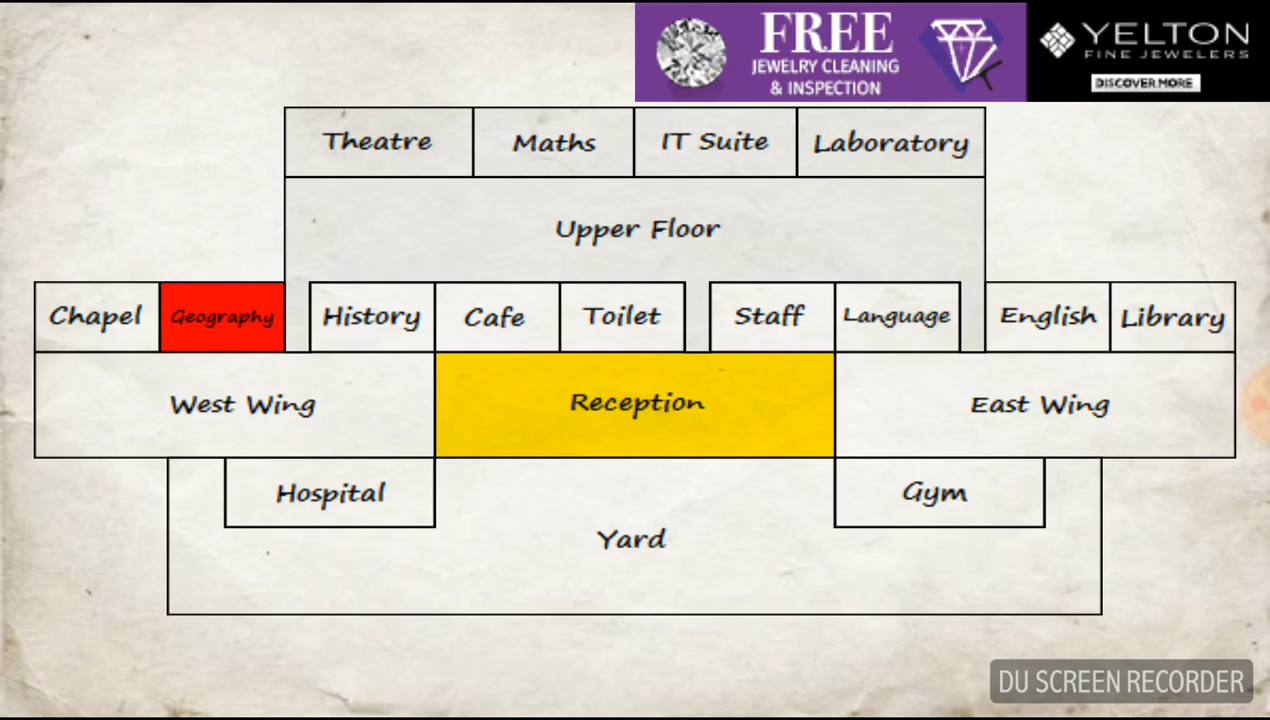 FREE
JEWELRY CLEANING
& INSPECTION
YELTON
FINE JEWELERS
DISCOVER MORE
Theatre
Maths
IT Suite
Laboratory
Upper Floor
Chapel
Geography
History
Cafe
Toilet
Staff
Language
English
Library
West Wing
Reception
East Wing
Hospital
Gym
Yard
DU SCREEN RECORDER